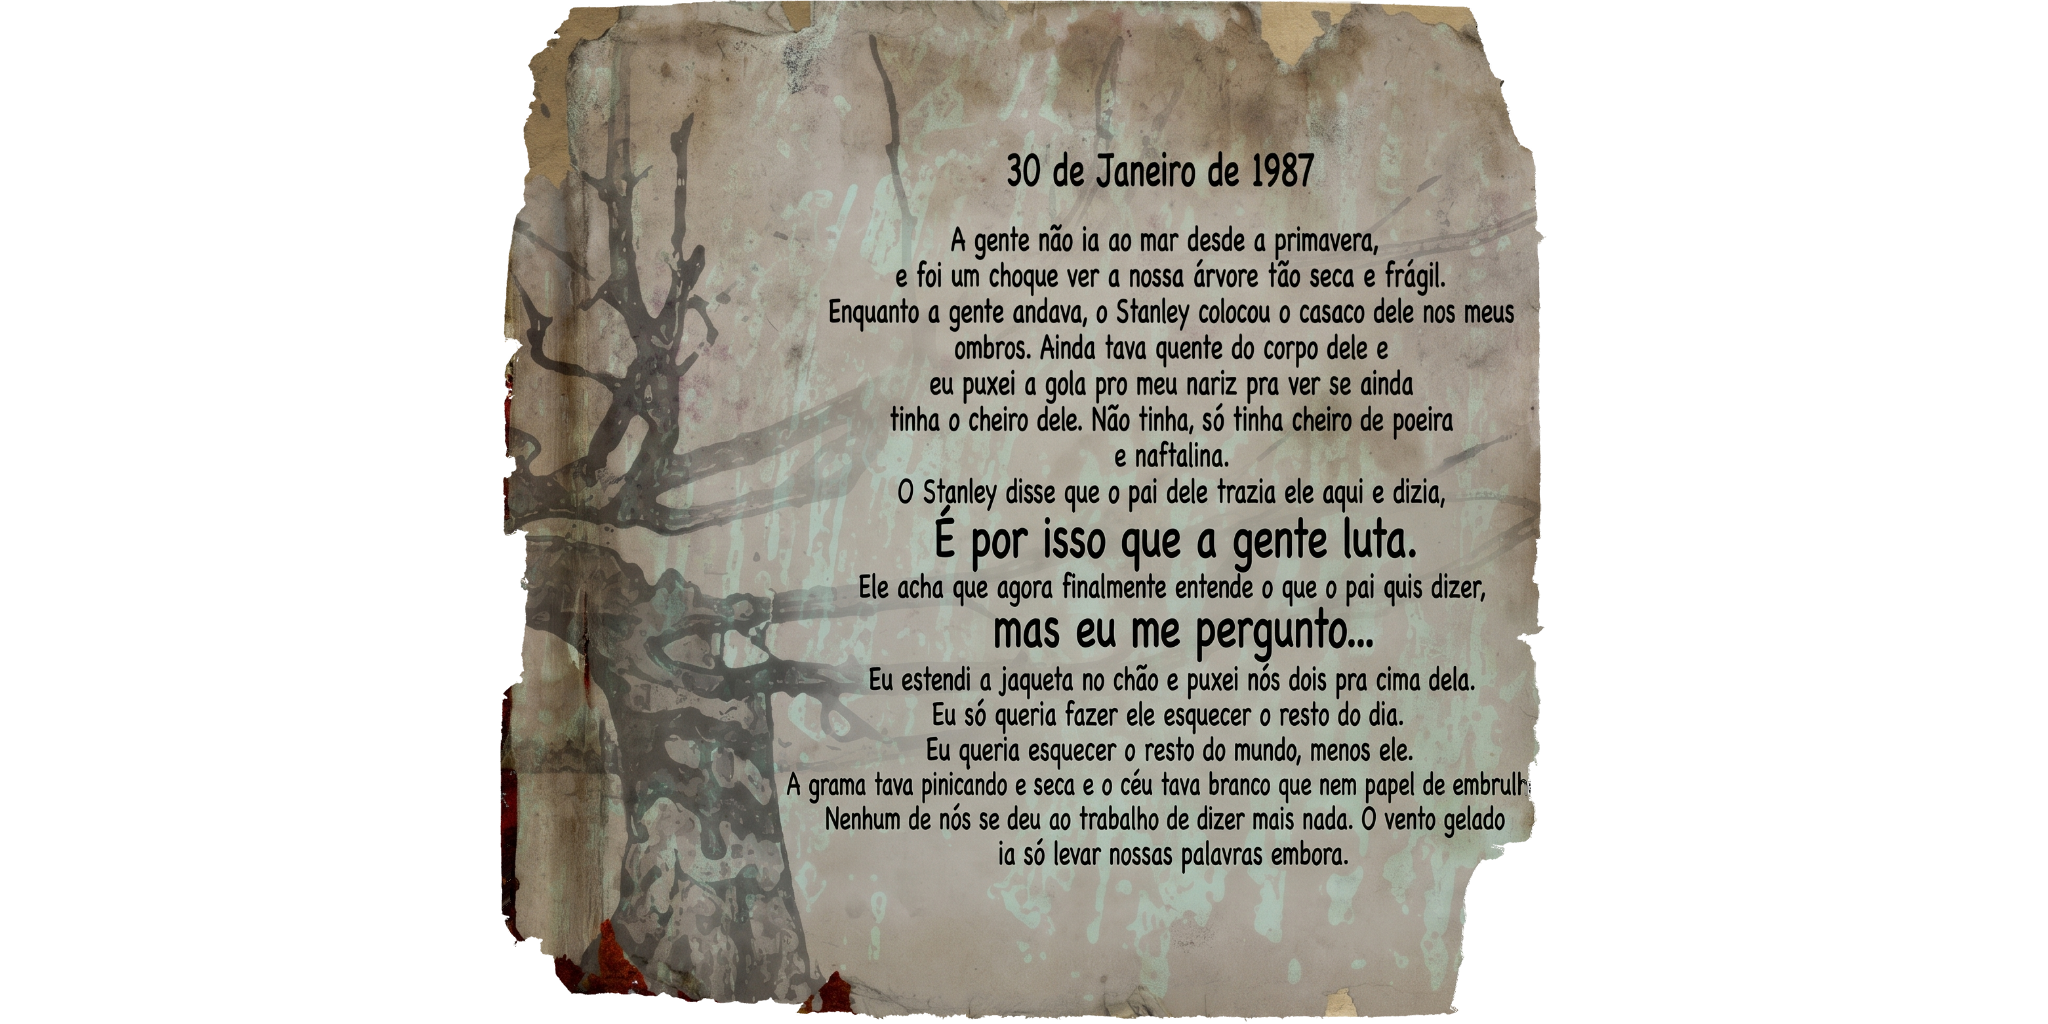 30 de Janeiro de 1987
A gente não ia ao mar desde a primavera,
e foi um choque ver a nossa árvore tão seca e frágil.
Enquanto a gente andava, o Stanley colocou o casaco dele nos meus
ombros. Ainda tava quente do corpo dele e
eu puxei a gola pro meu nariz pra ver se ainda
tinha o cheiro dele. Não tinha, só tinha cheiro de poeira
e naftalina.
O Stanley disse que o pai dele trazia ele aqui e dizia,
É por isso que a gente luta.
Ele acha que agora finalmente entende o que o pai quis dizer,
mas eu me pergunto...
Eu estendi a jaqueta no chão e puxei nós dois pra cima dela.
Eu só queria fazer ele esquecer o resto do dia.
Eu queria esquecer o resto do mundo, menos ele.
A grama tava pinicando e seca e o céu tava branco que nem papel de
Nenhum de nós se deu ao trabalho de dizer mais nada. O vento gelado
ia só levar nossas palavras embora.